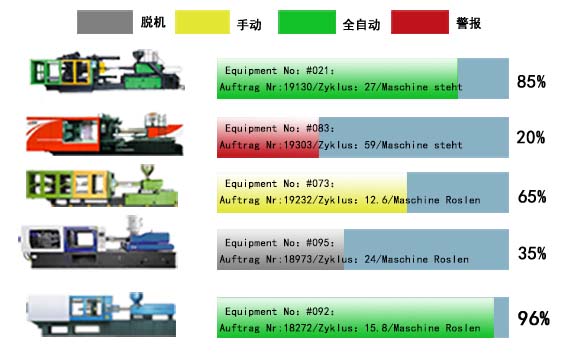 脱机 手动 全自动 警报
Equipment No: #021:
Auftrag Nr:19130/Zyklus: 27/Maschine steht
85%
Equipment No: #083:
Auftrag Nr:19303/Zyklus: 59/Maschine steht
20%
Equipment No: #073:
Auftrag Nr:19232/Zyklus: 12.6/Maschine Roslen
65%
Equipment No: #095:
Auftrag Nr:18973/Zyklus: 24/Maschine Roslen
35%
Equipment No: #092:
Auftrag Nr:18272/Zyklus: 15.8/Maschine Roslen
96%